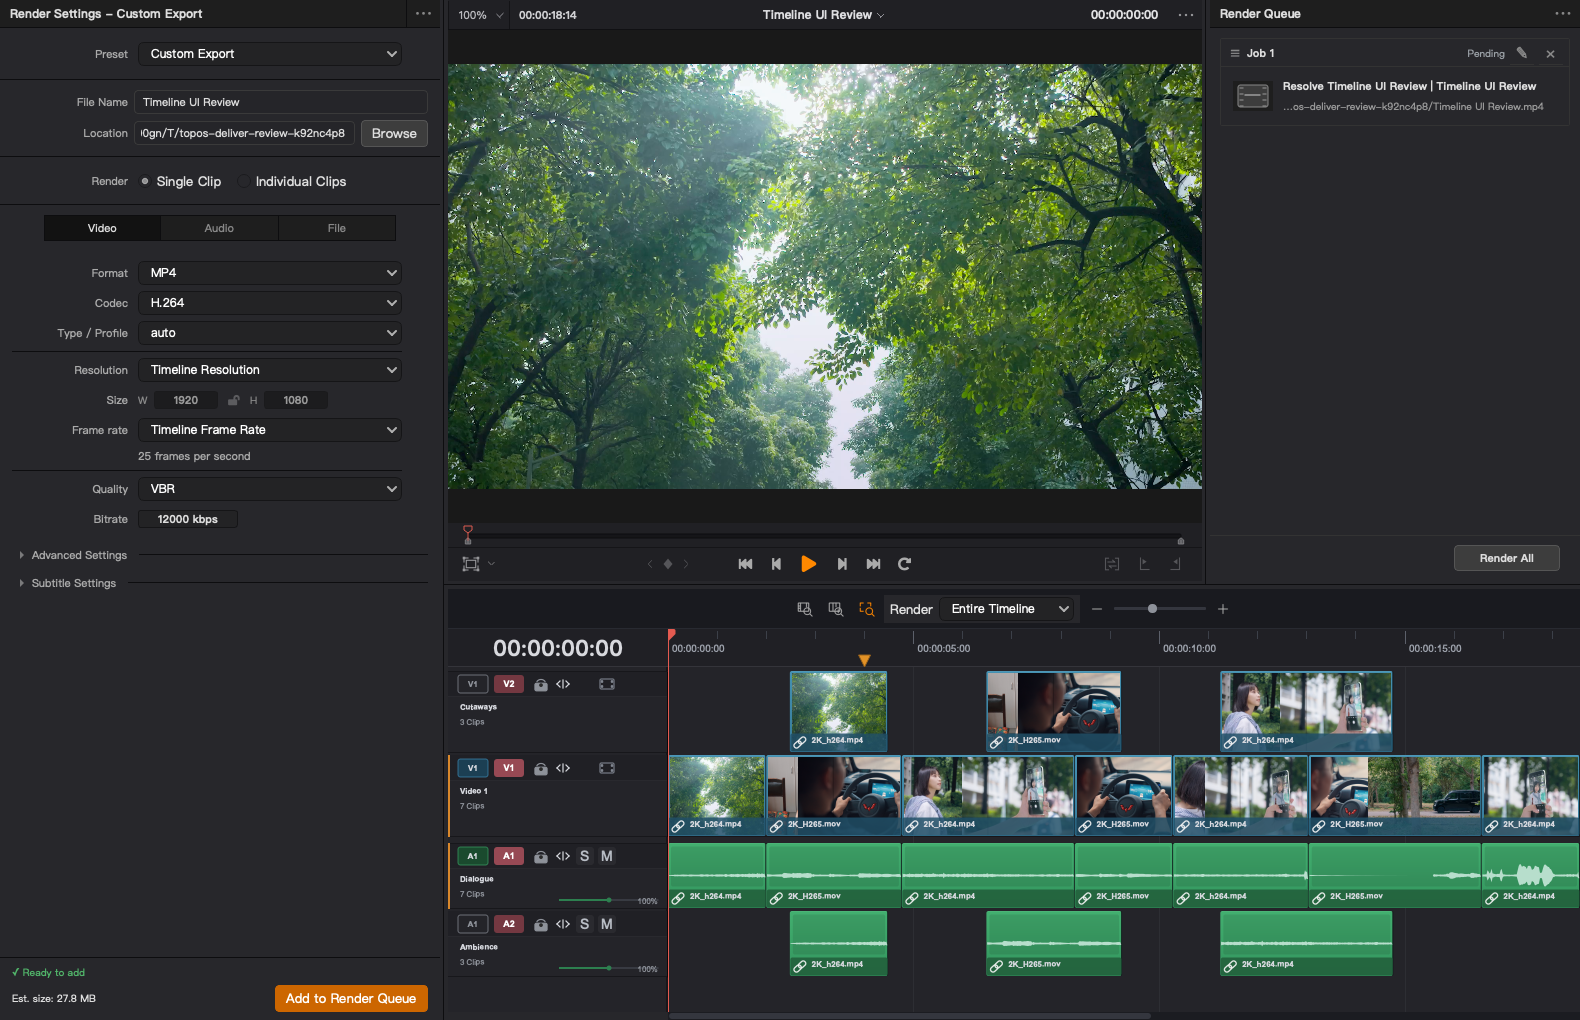 Render Settings – Custom Export
Preset
Custom Export
File Name
Timeline UI Review
Location
0gn/T/topos-deliver-review-k92nc4p8
Browse
Render
Single Clip
Individual Clips
Video
Audio
File
Format
MP4
Codec
H.264
Type / Profile
auto
Resolution
Timeline Resolution
Size
W
1920
H
1080
Frame rate
Timeline Frame Rate
25 frames per second
Quality
VBR
Bitrate
12000 kbps
Advanced Settings
Subtitle Settings
✓ Ready to add
Est. size: 27.8 MB
Add to Render Queue
100%
00:00:18:14
Timeline UI Review
00:00:00:00
Render Queue
Job 1
Pending
Resolve Timeline UI Review | Timeline UI Review
...os-deliver-review-k92nc4p8/Timeline UI Review.mp4
Render All
Render
Entire Timeline
00:00:00:00
00:00:00:00
00:00:05:00
00:00:10:00
00:00:15:00
V1
V2
Cutaways
3 Clips
2K_h264.mp4
2K_H265.mov
2K_h264.mp4
V1
V1
Video 1
7 Clips
2K_h264.mp4
2K_H265.mov
2K_h264.mp4
2K_H265.mov
2K_h264.mp4
2K_H265.mov
2K_h264.mp4
A1
A1
S
M
Dialogue
7 Clips
100%
2K_h264.mp4
2K_H265.mov
2K_h264.mp4
2K_H265.mov
2K_h264.mp4
2K_H265.mov
2K_h264.mp4
A1
A2
S
M
Ambience
3 Clips
100%
2K_h264.mp4
2K_H265.mov
2K_h264.mp4